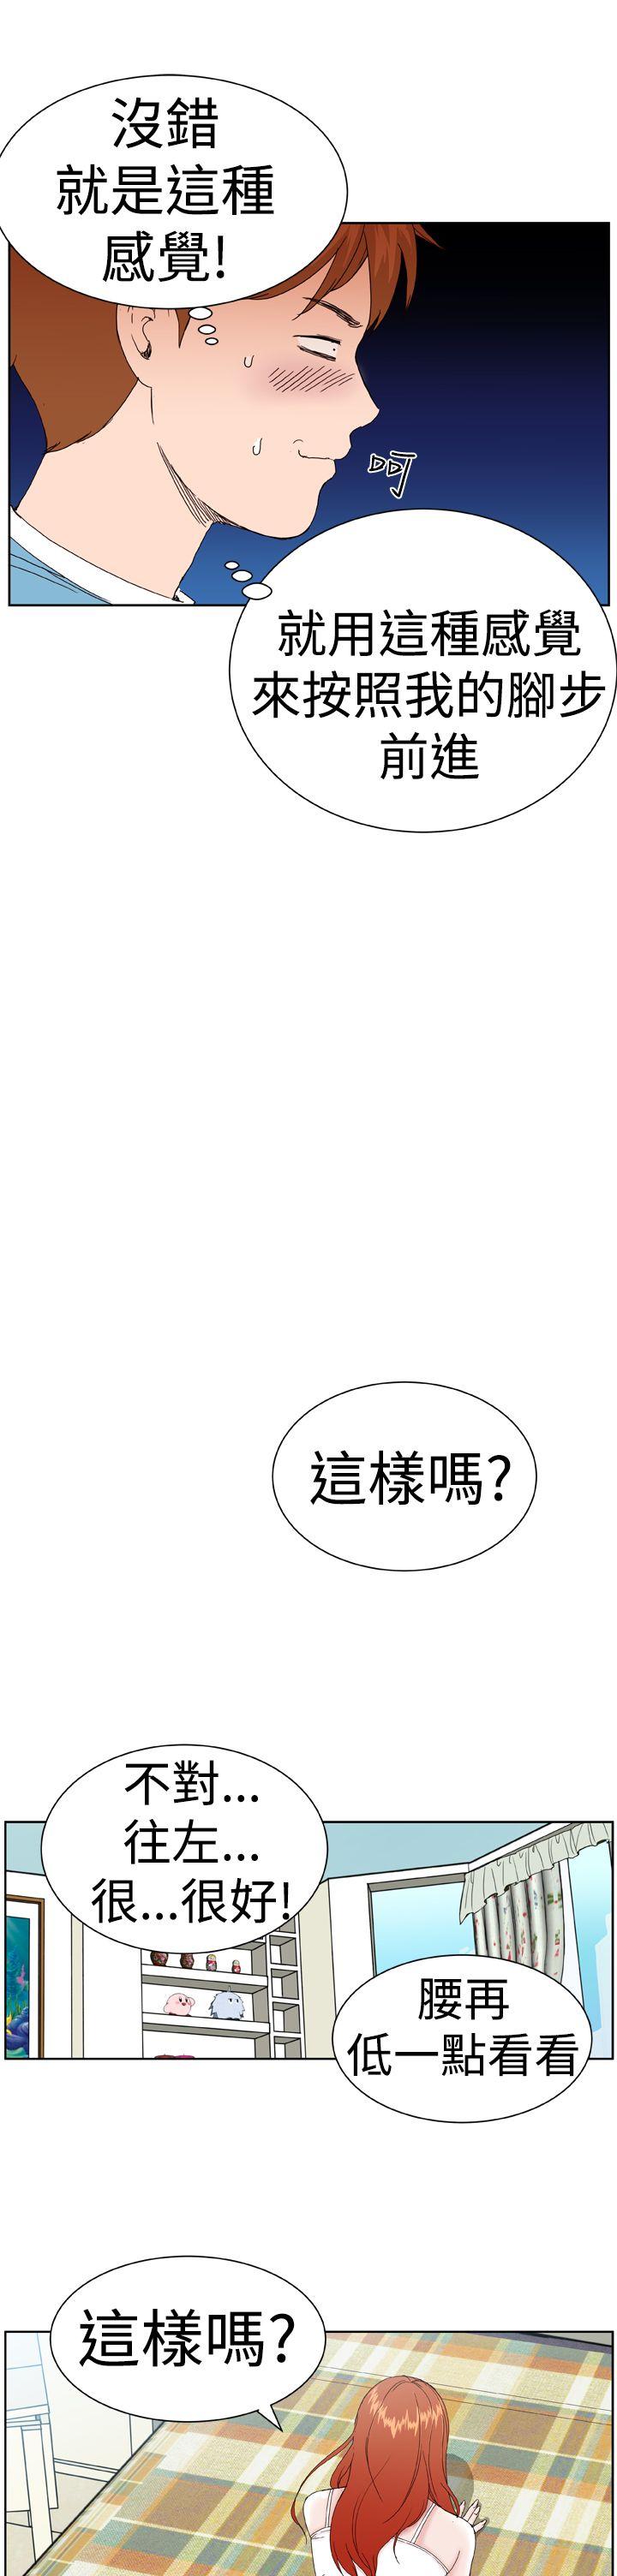 沒錯
就是這種
感覺!
呵
就用這種感覺
來按照我的腳步
前進
這樣嗎?
不對...
往左...
很...很好!
腰再
低一點看看
這樣嗎?